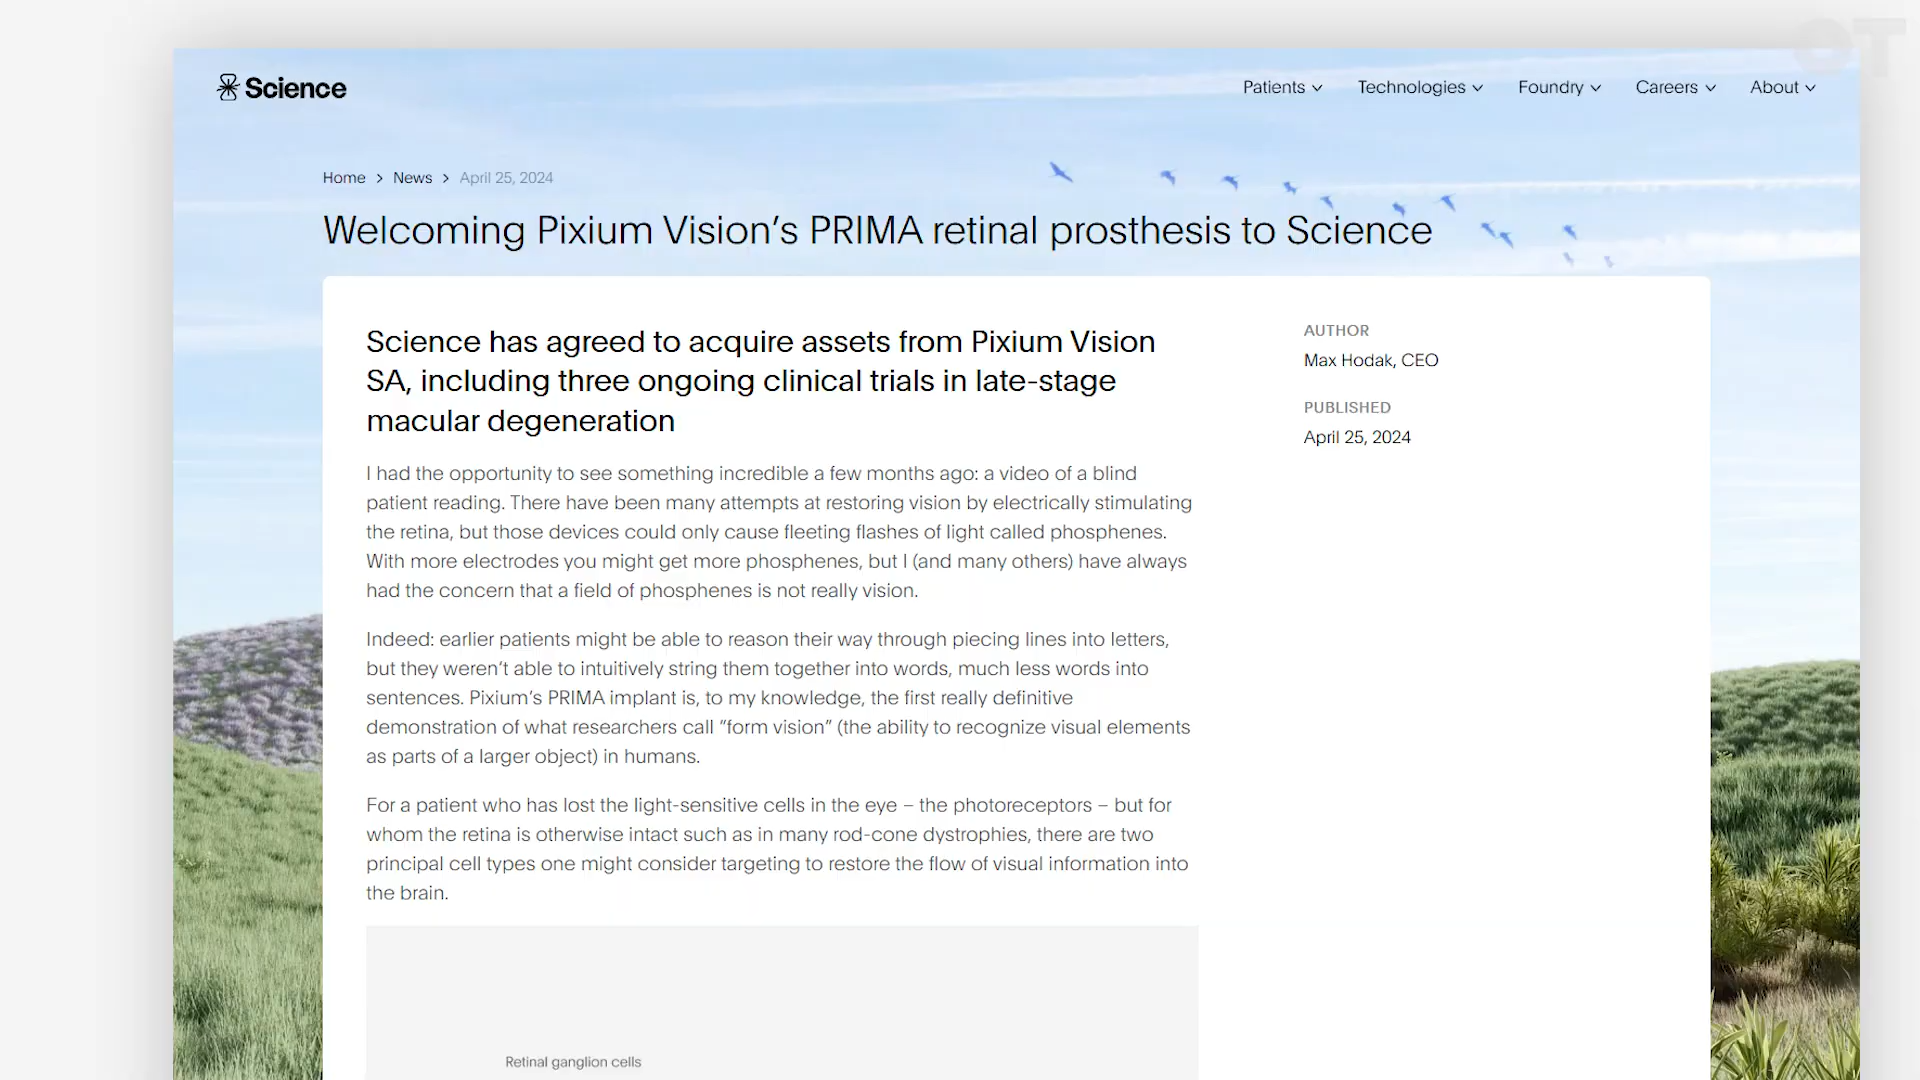 OT
Science
Patients Technologies Foundry Careers About
Home > News > April 25, 2024
Welcoming Pixium Vision’s PRIMA retinal prosthesis to Science
Science has agreed to acquire assets from Pixium Vision
SA, including three ongoing clinical trials in late-stage
macular degeneration
AUTHOR
Max Hodak, CEO
PUBLISHED
April 25, 2024
I had the opportunity to see something incredible a few months ago: a video of a blind
patient reading. There have been many attempts at restoring vision by electrically stimulating
the retina, but those devices could only cause fleeting flashes of light called phosphenes.
With more electrodes you might get more phosphenes, but I (and many others) have always
had the concern that a field of phosphenes is not really vision.
Indeed: earlier patients might be able to reason their way through piecing lines into letters,
but they weren’t able to intuitively string them together into words, much less words into
sentences. Pixium’s PRIMA implant is, to my knowledge, the first really definitive
demonstration of what researchers call “form vision” (the ability to recognize visual elements
as parts of a larger object) in humans.
For a patient who has lost the light-sensitive cells in the eye – the photoreceptors – but for
whom the retina is otherwise intact such as in many rod-cone dystrophies, there are two
principal cell types one might consider targeting to restore the flow of visual information into
the brain.
Retinal ganglion cells